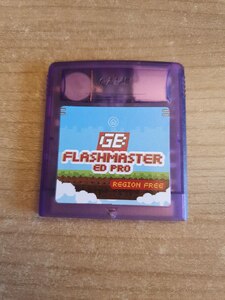 GB
FLASHMASTER
ED PRO
REGION FREE